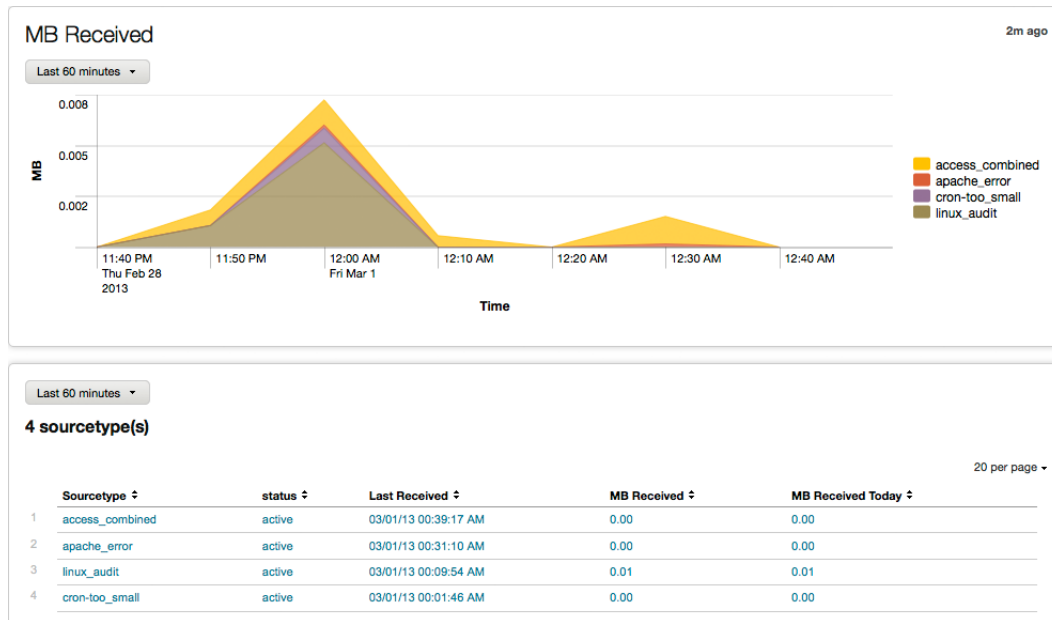 MB Received
2m ago
Last 60 minutes
0.008
0.005
0.002
MB
access_combined
apache_error
cron-too_small
linux_audit
11:40 PM 11:50 PM 12:00 AM 12:10 AM 12:20 AM 12:30 AM 12:40 AM
Thu Feb 28 Fri Mar 1
2013
Time
Last 60 minutes
4 sourcetype(s)
20 per page
Sourcetype status Last Received MB Received MB Received Today
1 access_combined active 03/01/13 00:39:17 AM 0.00 0.00
2 apache_error active 03/01/13 00:31:10 AM 0.00 0.00
3 linux_audit active 03/01/13 00:09:54 AM 0.01 0.01
4 cron-too_small active 03/01/13 00:01:46 AM 0.00 0.00